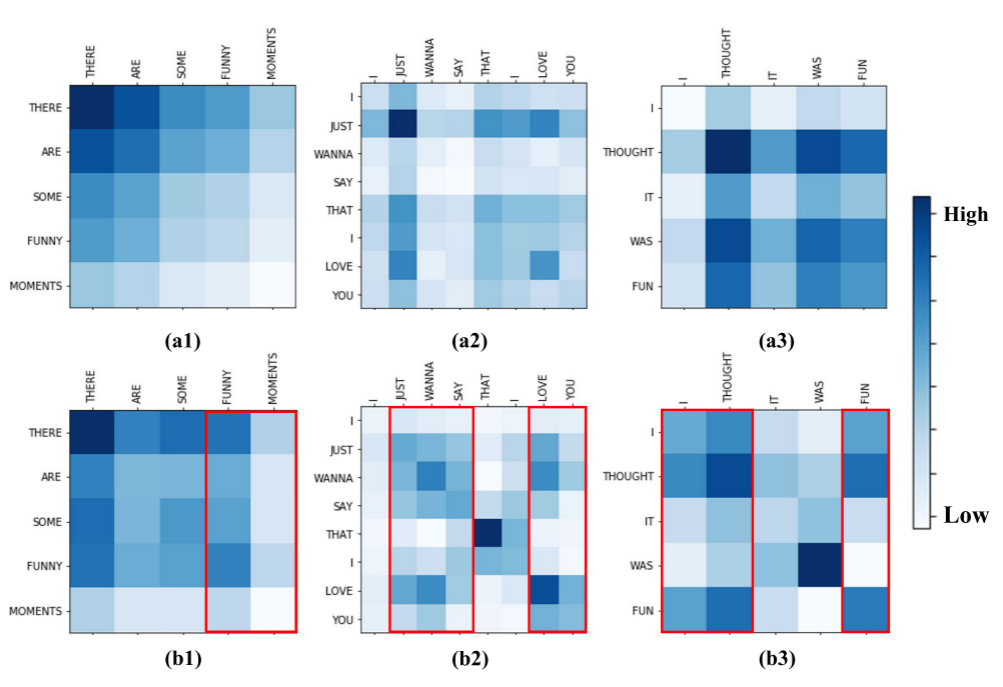 THERE ARE SOME FUNNY MOMENTS
THERE
ARE
SOME
FUNNY
MOMENTS
(a1)
I JUST WANNA SAY THAT I LOVE YOU
I
JUST
WANNA
SAY
THAT
I
LOVE
YOU
(a2)
I THOUGHT IT WAS FUN
I
THOUGHT
IT
WAS
FUN
(a3)
High
Low
THERE ARE SOME FUNNY MOMENTS
THERE
ARE
SOME
FUNNY
MOMENTS
(b1)
I JUST WANNA SAY THAT I LOVE YOU
I
JUST
WANNA
SAY
THAT
I
LOVE
YOU
(b2)
I THOUGHT IT WAS FUN
I
THOUGHT
IT
WAS
FUN
(b3)